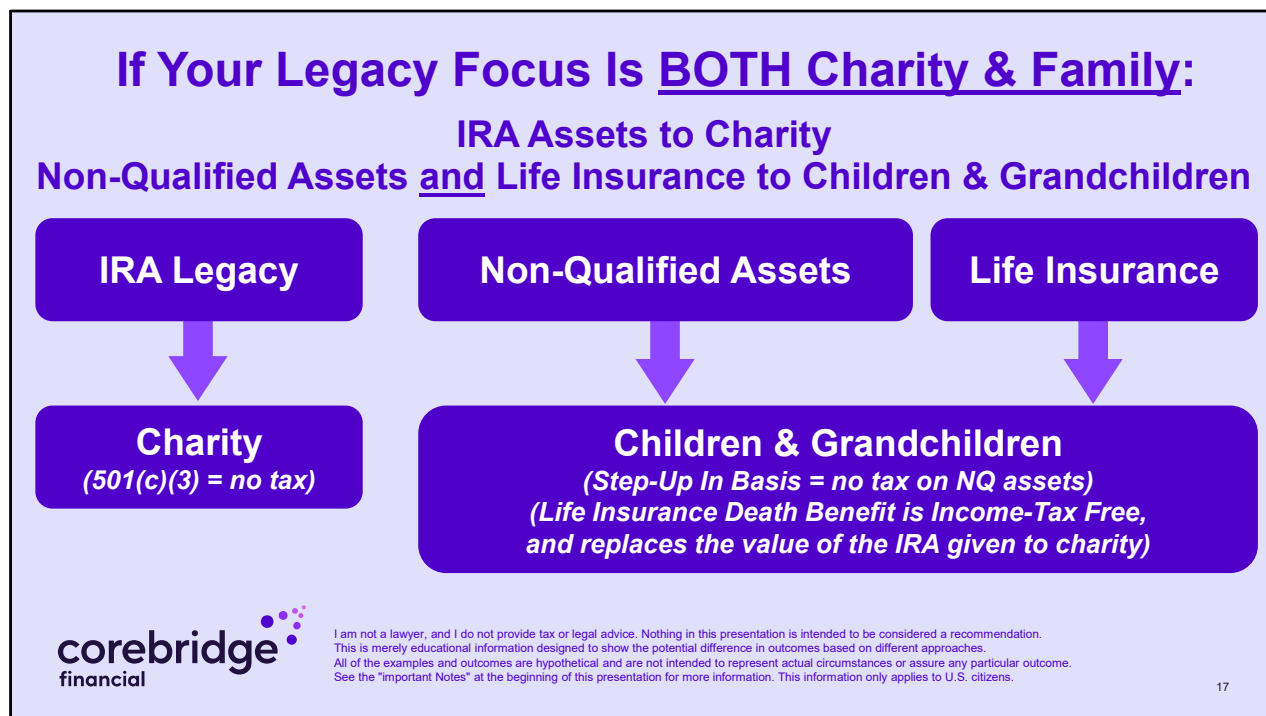 If Your Legacy Focus Is BOTH Charity & Family:
IRA Assets to Charity
Non-Qualified Assets and Life Insurance to Children & Grandchildren
IRA Legacy
Non-Qualified Assets
Life Insurance
Charity
(501(c)(3) = no tax)
Children & Grandchildren
(Step-Up In Basis = no tax on NQ assets)
(Life Insurance Death Benefit is Income-Tax Free,
and replaces the value of the IRA given to charity)
corebridge
financial
I am not a lawyer, and I do not provide tax or legal advice. Nothing in this presentation is intended to be considered a recommendation.
This is merely educational information designed to show the potential difference in outcomes based on different approaches.
All of the examples and outcomes are hypothetical and are not intended to represent actual circumstances or assure any particular outcome.
See the "important Notes" at the beginning of this presentation for more information. This information only applies to U.S. citizens.
17